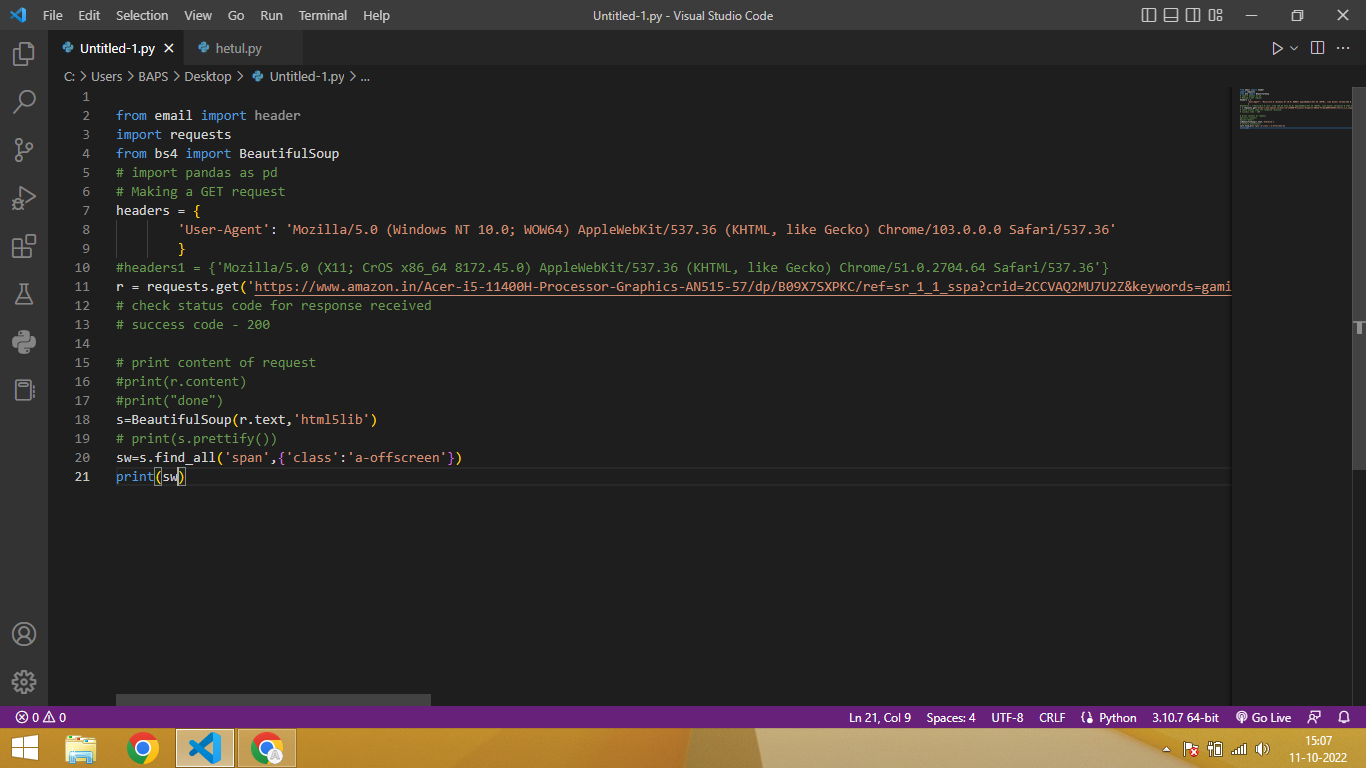 File Edit Selection View Go Run Terminal Help Untitled-1.py - Visual Studio Code
Untitled-1.py hetul.py
C: > Users > BAPS > Desktop > Untitled-1.py > ...
1
2 from email import header
3 import requests
4 from bs4 import BeautifulSoup
5 # import pandas as pd
6 # Making a GET request
7 headers = {
8 'User-Agent': 'Mozilla/5.0 (Windows NT 10.0; WOW64) AppleWebKit/537.36 (KHTML, like Gecko) Chrome/103.0.0.0 Safari/537.36'
9 }
10 #headers1 = {'Mozilla/5.0 (X11; CrOS x86_64 8172.45.0) AppleWebKit/537.36 (KHTML, like Gecko) Chrome/51.0.2704.64 Safari/537.36'}
11 r = requests.get('https://www.amazon.in/Acer-i5-11400H-Processor-Graphics-AN515-57/dp/B09X7SXPKC/ref=sr_1_1_sspa?crid=2CCVAQ2MU7U2Z&keywords=gami
12 # check status code for response received
13 # success code - 200
14
15 # print content of request
16 #print(r.content)
17 #print("done")
18 s=BeautifulSoup(r.text,'html5lib')
19 # print(s.prettify())
20 sw=s.find_all('span',{'class':'a-offscreen'})
21 print(sw)
0 0 Ln 21, Col 9 Spaces: 4 UTF-8 CRLF Python 3.10.7 64-bit Go Live
A 15:07
11-10-2022